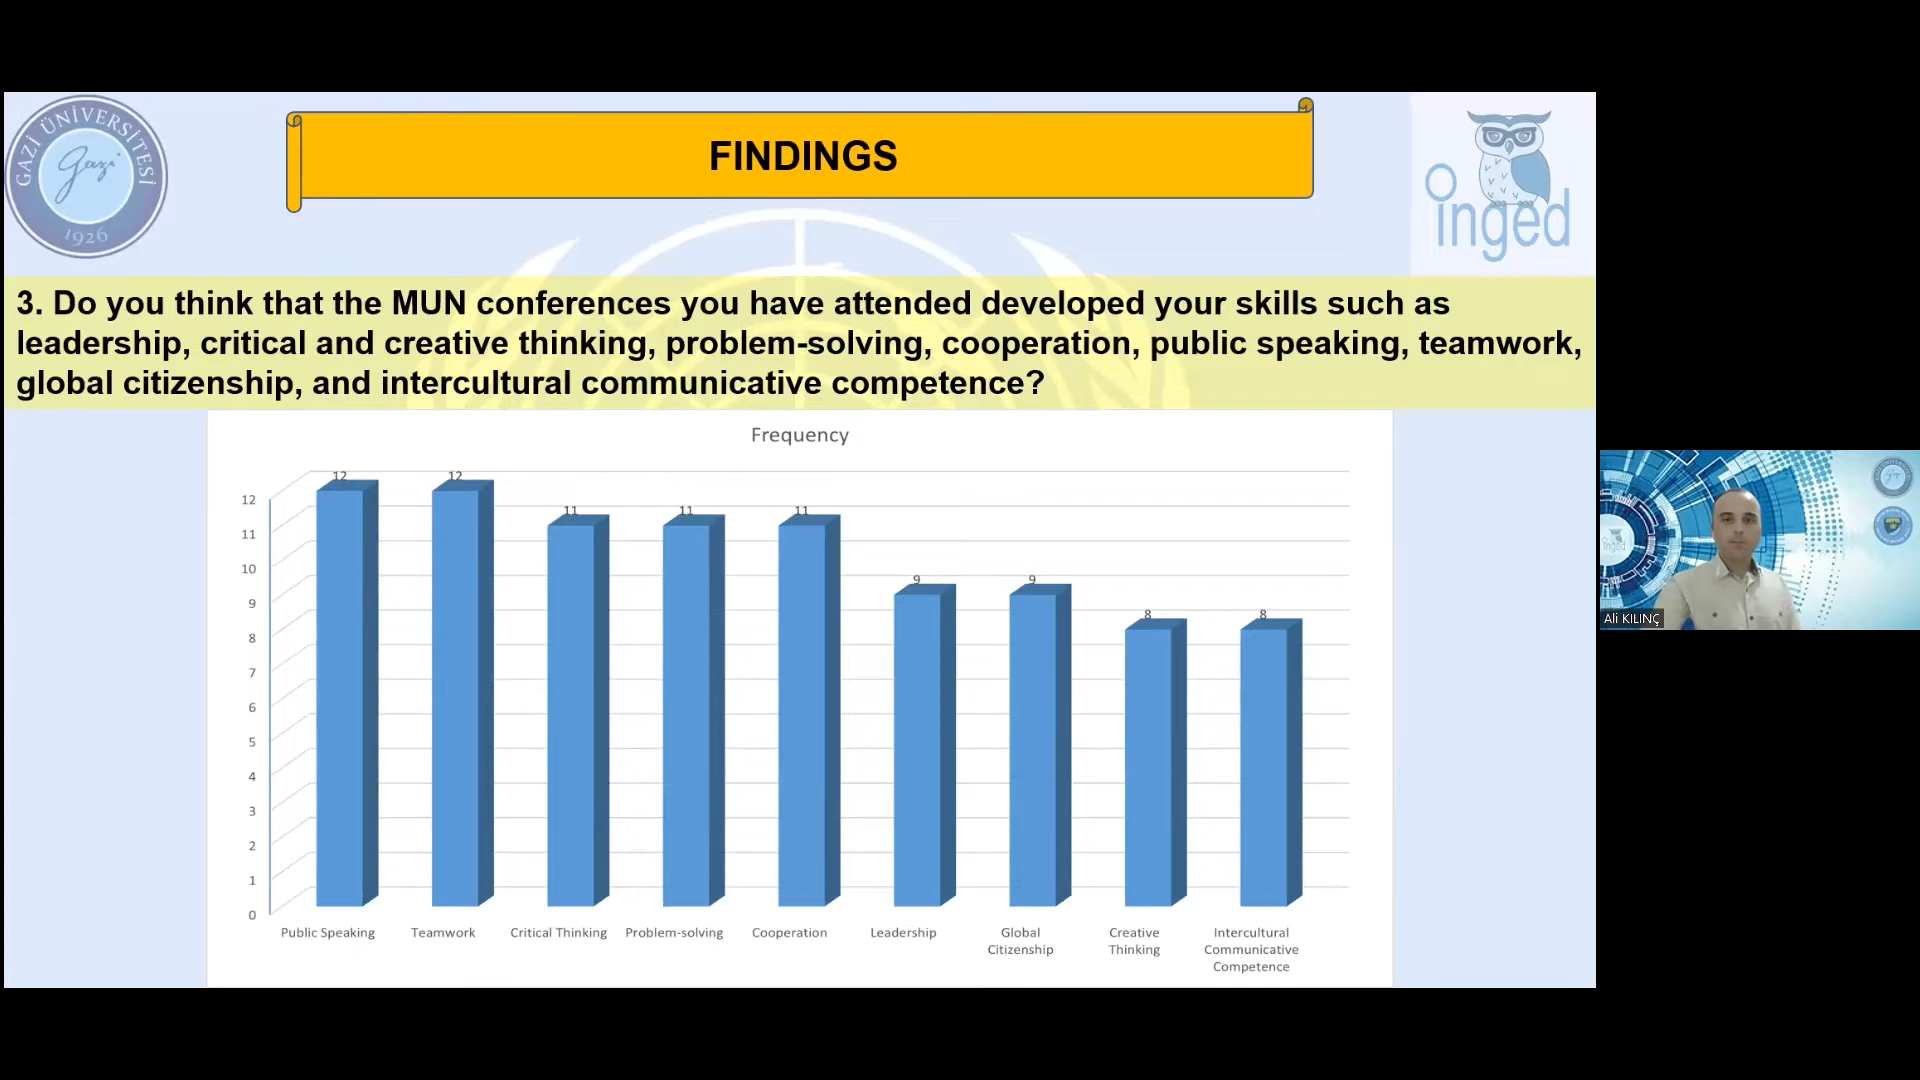 GAZİ ÜNİVERSİTESİ
Gazi
1926
FINDINGS
inged
3. Do you think that the MUN conferences you have attended developed your skills such as
leadership, critical and creative thinking, problem-solving, cooperation, public speaking, teamwork,
global citizenship, and intercultural communicative competence?
Frequency
12
11
10
9
8
7
6
5
4
3
2
1
0
12
12
11
11
11
9
9
8
8
Public Speaking
Teamwork
Critical Thinking
Problem-solving
Cooperation
Leadership
Global
Citizenship
Creative
Thinking
Intercultural
Communicative
Competence
inged
Ali KILINÇ